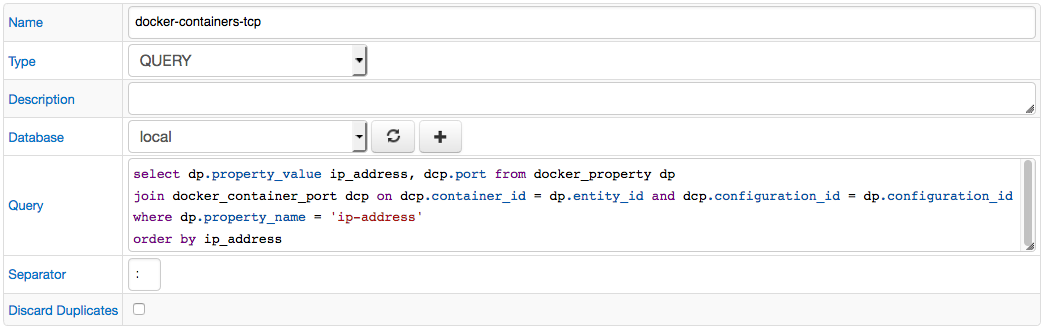 Name docker-containers-tcp
Type QUERY
Description
Database local
Query
select dp.property_value ip_address, dcp.port from docker_property dp
join docker_container_port dcp on dcp.container_id = dp.entity_id and dcp.configuration_id = dp.configuration_id
where dp.property_name = 'ip-address'
order by ip_address
Separator :
Discard Duplicates